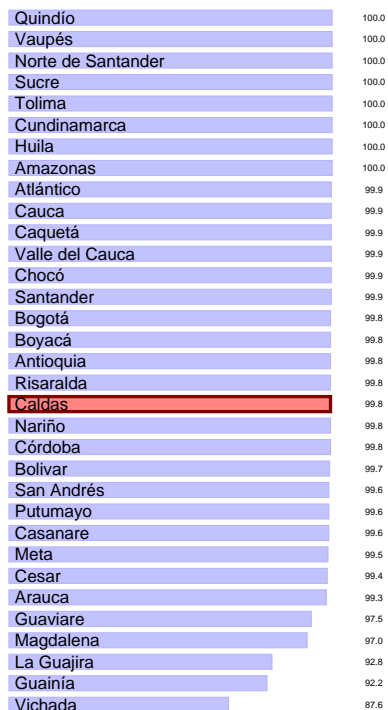 Quindío 100.0
Vaupés 100.0
Norte de Santander 100.0
Sucre 100.0
Tolima 100.0
Cundinamarca 100.0
Huila 100.0
Amazonas 100.0
Atlántico 99.9
Cauca 99.9
Caquetá 99.9
Valle del Cauca 99.9
Chocó 99.9
Santander 99.9
Bogotá 99.8
Boyacá 99.8
Antioquia 99.8
Risaralda 99.8
Caldas 99.8
Nariño 99.8
Córdoba 99.8
Bolivar 99.7
San Andrés 99.6
Putumayo 99.6
Casanare 99.6
Meta 99.5
Cesar 99.4
Arauca 99.3
Guaviare 97.5
Magdalena 97.0
La Guajira 92.8
Guainía 92.2
Vichada 87.6